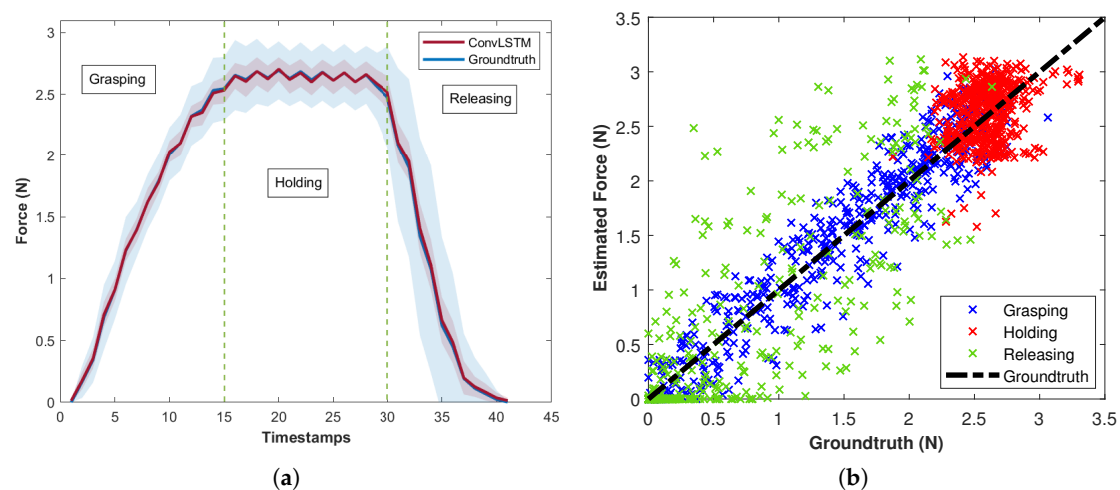 ConvLSTM
Groundtruth
Grasping
Releasing
Holding
3
2.5
2
1.5
1
0.5
0
Force (N)
0 5 10 15 20 25 30 35 40 45
Timestamps
(a)
3.5
3
2.5
2
1.5
1
0.5
0
Estimated Force (N)
Grasping
Holding
Releasing
Groundtruth
0 0.5 1 1.5 2 2.5 3 3.5
Groundtruth (N)
(b)